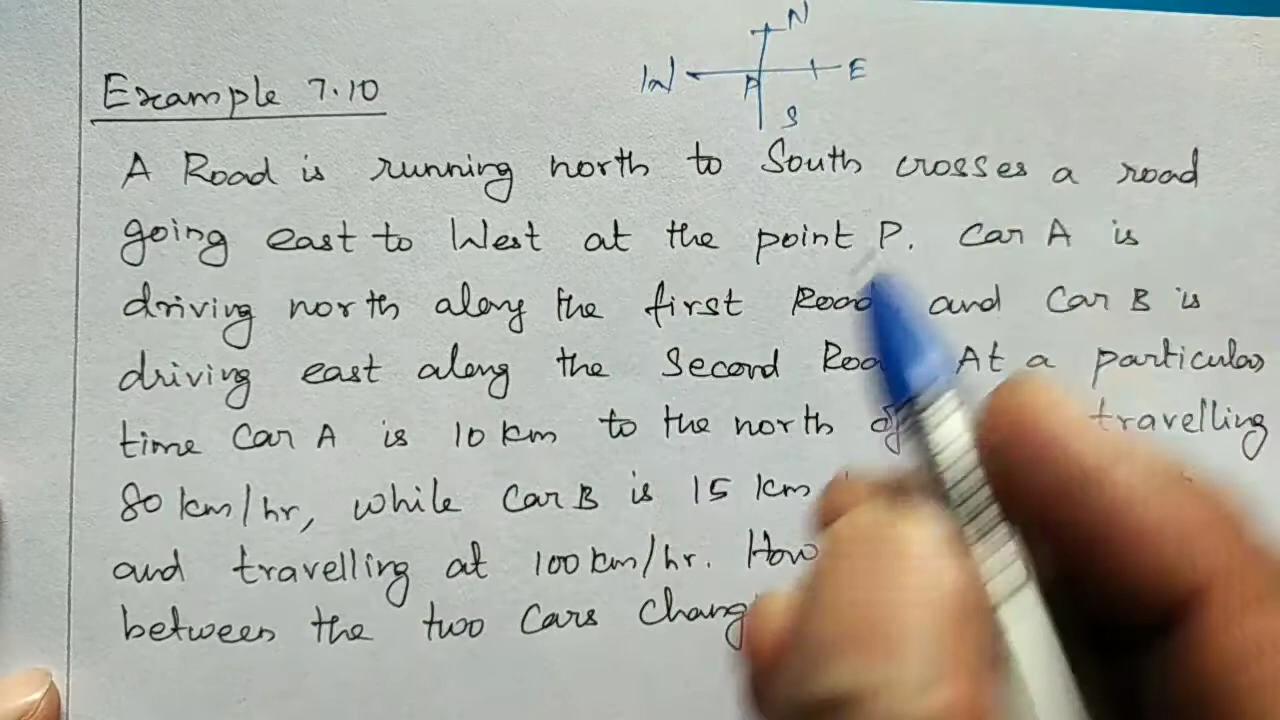 N
W E
P
S
Example 7.10
A Road is running north to South crosses a road
going east to West at the point P. Car A is
driving north along the first Road and Car B is
driving east along the Second Roa At a particular
time Car A is 10 km to the north of travelling
80 km/hr, while Car B is 15 km
and travelling at 100 km/hr. How
between the two Cars Chang